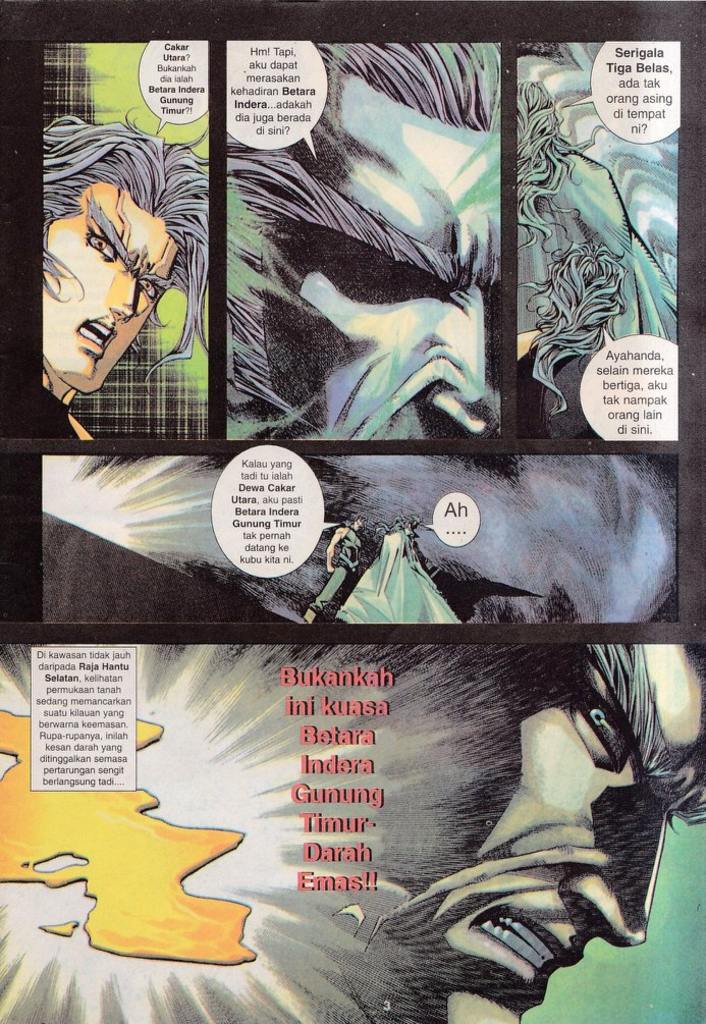 Cakar
Utara?
Bukankah
dia ialah
Betara Indera
Gunung
Timur?!
Hm! Tapi,
aku dapat
merasakan
kehadiran Betara
Indera...adakah
dia juga berada
di sini?
Serigala
Tiga Belas,
ada tak
orang asing
di tempat
ni?
Ayahanda,
selain mereka
bertiga, aku
tak nampak
orang lain
di sini.
Kalau yang
tadi tu ialah
Dewa Cakar
Utara, aku pasti
Betara Indera
Gunung Timur
tak pernah
datang ke
kubu kita ni.
Ah
....
Di kawasan tidak jauh
daripada Raja Hantu
Selatan, kelihatan
permukaan tanah
sedang memancarkan
suatu kilauan yang
berwarna keemasan.
Rupa-rupanya, inilah
kesan darah yang
ditinggalkan semasa
pertarungan sengit
berlangsung tadi....
Bukankah
ini kuasa
Betara
Indera
Gunung
Timur-
Darah
Emas!!
3